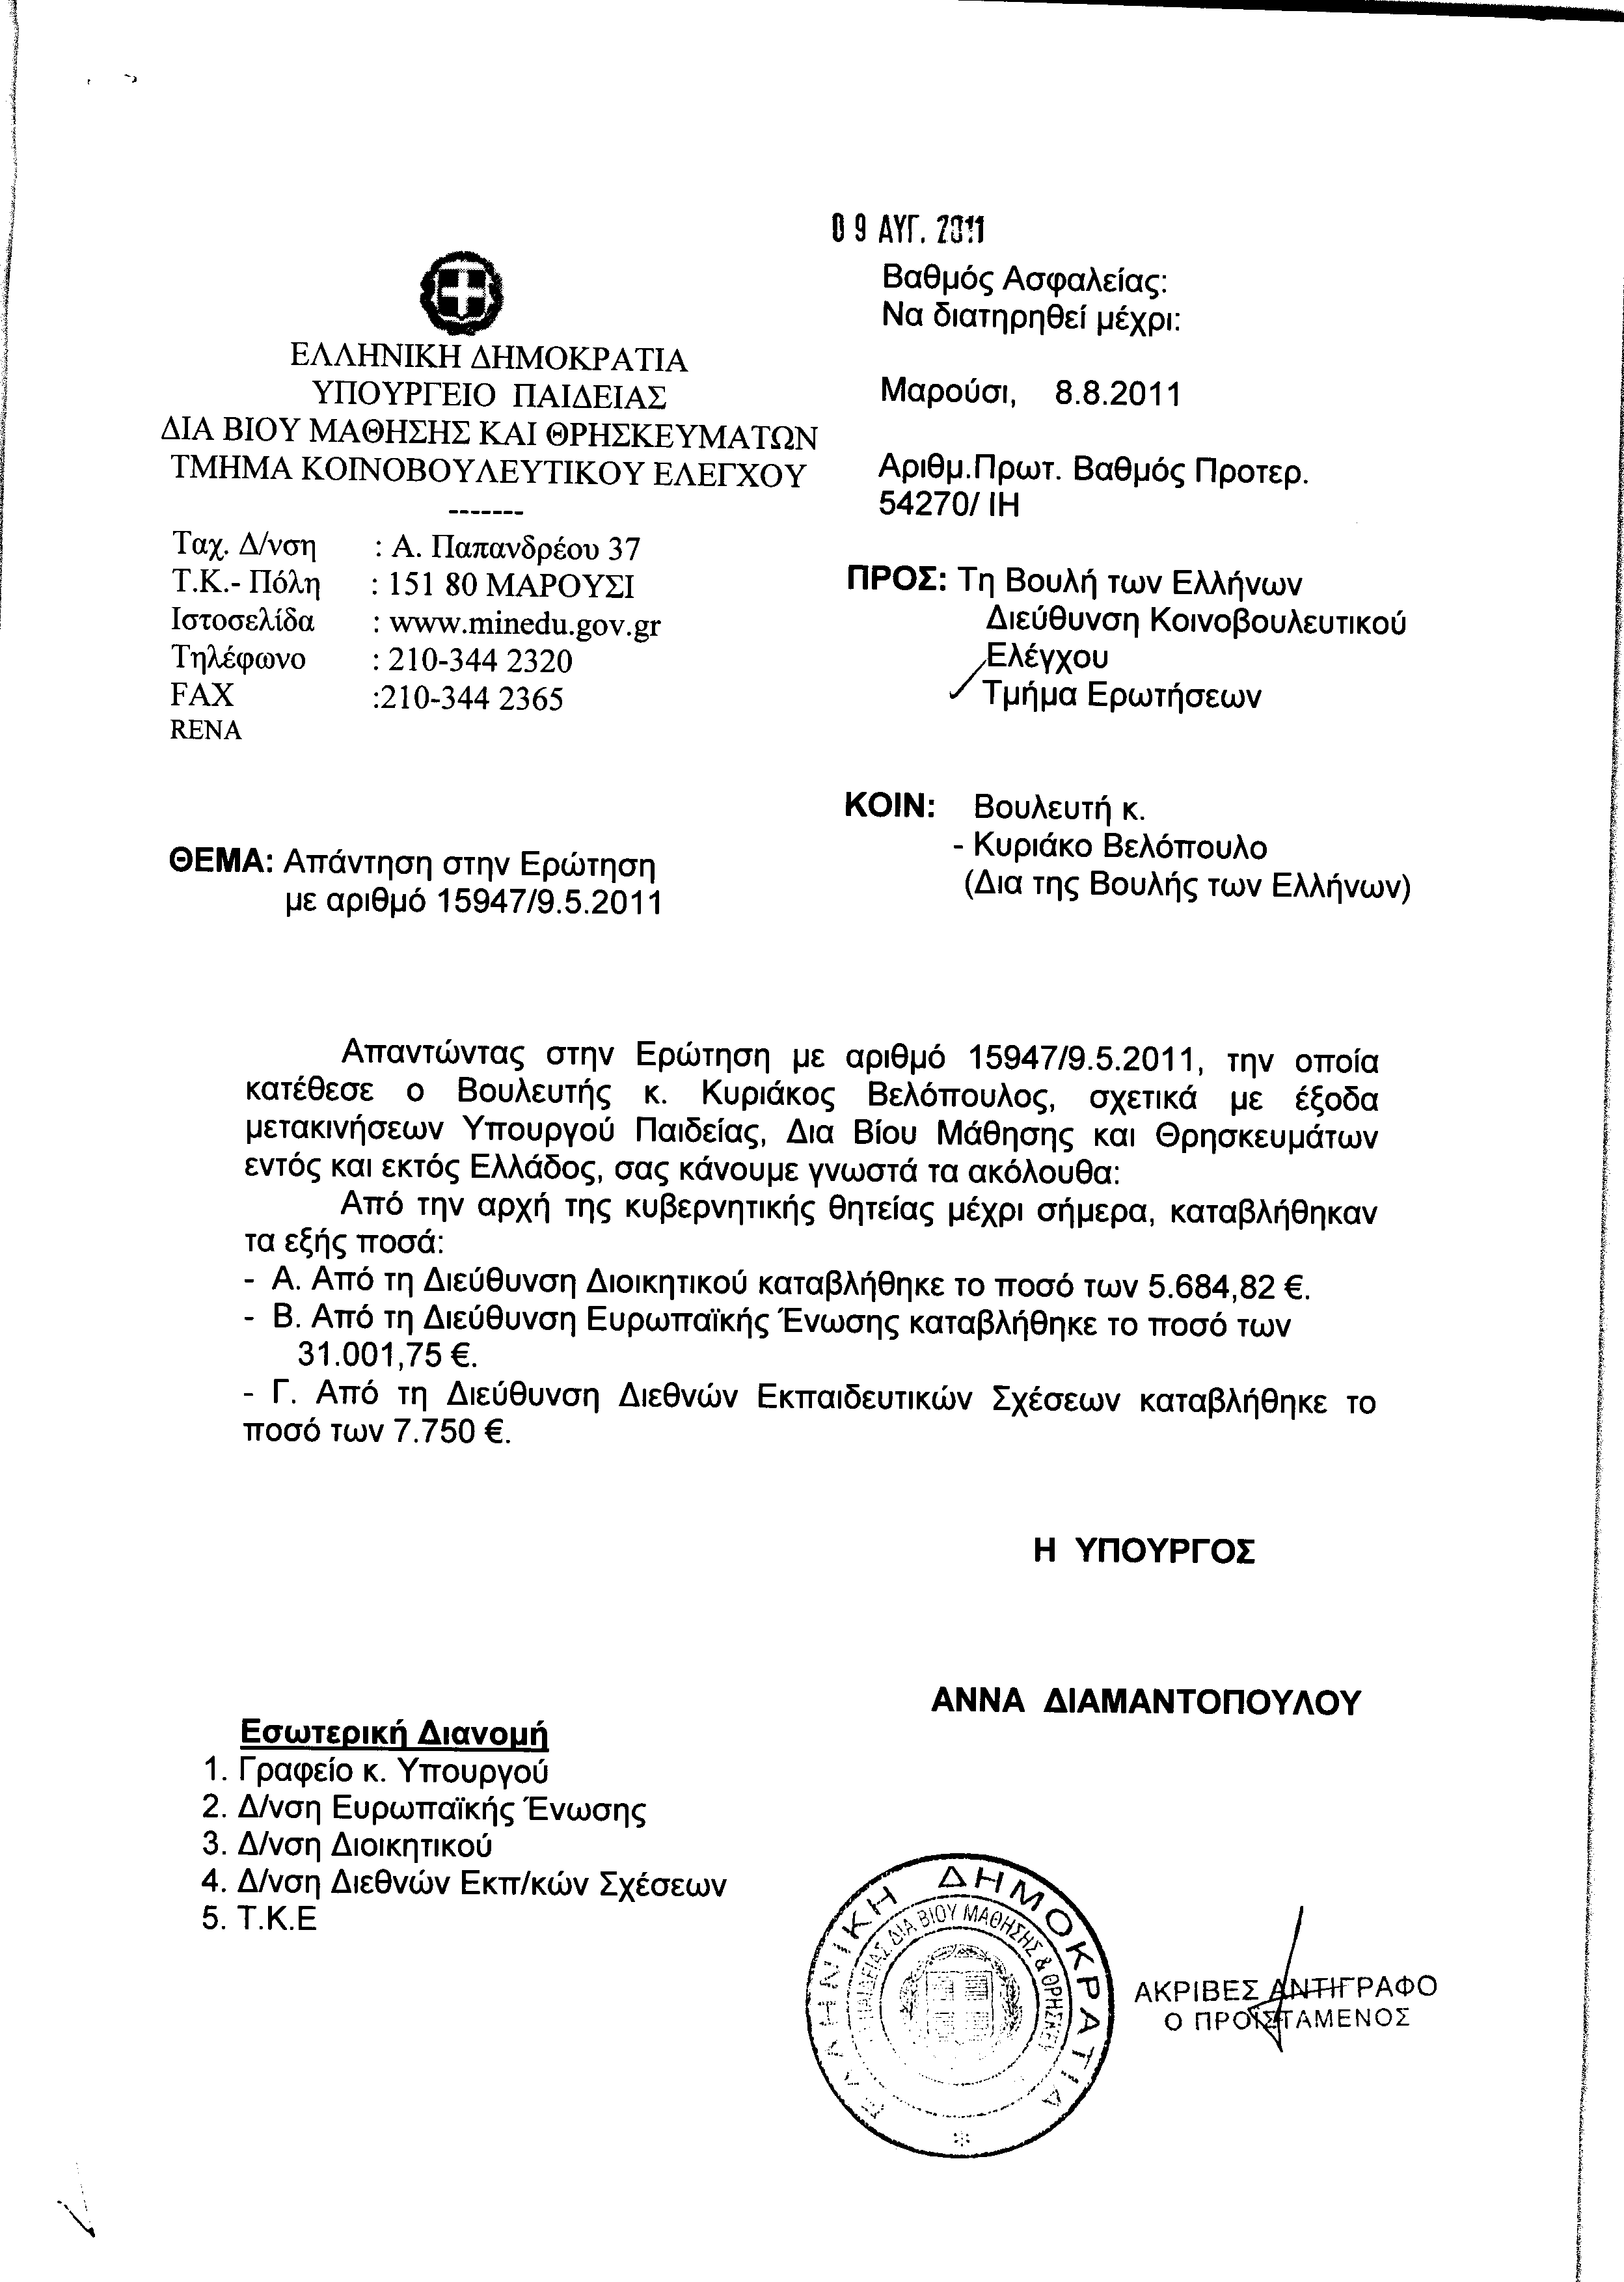 09 ΑΥΓ. 2011
ΕΛΛΗΝΙΚΗ ΔΗΜΟΚΡΑΤΙΑ
ΥΠΟΥΡΓΕΙΟ ΠΑΙΔΕΙΑΣ
ΔΙΑ ΒΙΟΥ ΜΑΘΗΣΗΣ ΚΑΙ ΘΡΗΣΚΕΥΜΑΤΩΝ
ΤΜΗΜΑ ΚΟΙΝΟΒΟΥΛΕΥΤΙΚΟΥ ΕΛΕΓΧΟΥ
-------
Ταχ. Δ/νση : Α. Παπανδρέου 37
Τ.Κ.- Πόλη : 151 80 ΜΑΡΟΥΣΙ
Ιστοσελίδα : www.minedu.gov.gr
Τηλέφωνο : 210-344 2320
FAX :210-344 2365
RENA
Βαθμός Ασφαλείας:
Να διατηρηθεί μέχρι:
Μαρούσι, 8.8.2011
Αριθμ.Πρωτ. Βαθμός Προτερ.
54270/ ΙΗ
ΠΡΟΣ: Τη Βουλή των Ελλήνων
Διεύθυνση Κοινοβουλευτικού
Ελέγχου
Τμήμα Ερωτήσεων
ΚΟΙΝ: Βουλευτή κ.
- Κυριάκο Βελόπουλο
(Δια της Βουλής των Ελλήνων)
ΘΕΜΑ: Απάντηση στην Ερώτηση
με αριθμό 15947/9.5.2011
Απαντώντας στην Ερώτηση με αριθμό 15947/9.5.2011, την οποία
κατέθεσε ο Βουλευτής κ. Κυριάκος Βελόπουλος, σχετικά με έξοδα
μετακινήσεων Υπουργού Παιδείας, Δια Βίου Μάθησης και Θρησκευμάτων
εντός και εκτός Ελλάδος, σας κάνουμε γνωστά τα ακόλουθα:
Από την αρχή της κυβερνητικής θητείας μέχρι σήμερα, καταβλήθηκαν
τα εξής ποσά:
- Α. Από τη Διεύθυνση Διοικητικού καταβλήθηκε το ποσό των 5.684,82 €.
- Β. Από τη Διεύθυνση Ευρωπαϊκής Ένωσης καταβλήθηκε το ποσό των
31.001,75 €.
- Γ. Από τη Διεύθυνση Διεθνών Εκπαιδευτικών Σχέσεων καταβλήθηκε το
ποσό των 7.750 €.
Η ΥΠΟΥΡΓΟΣ
ΑΝΝΑ ΔΙΑΜΑΝΤΟΠΟΥΛΟΥ
Εσωτερική Διανομή
1. Γραφείο κ. Υπουργού
2. Δ/νση Ευρωπαϊκής Ένωσης
3. Δ/νση Διοικητικού
4. Δ/νση Διεθνών Εκπ/κών Σχέσεων
5. Τ.Κ.Ε
ΕΛΛΗΝΙΚΗ ΔΗΜΟΚΡΑΤΙΑ
ΠΑΙΔΕΙΑΣ ΔΙΑ ΒΙΟΥ ΜΑΘΗΣΗΣ & ΘΡΗΣΚΕΥ
ΑΚΡΙΒΕΣ ΑΝΤΙΓΡΑΦΟ
Ο ΠΡΟΪΣΤΑΜΕΝΟΣ